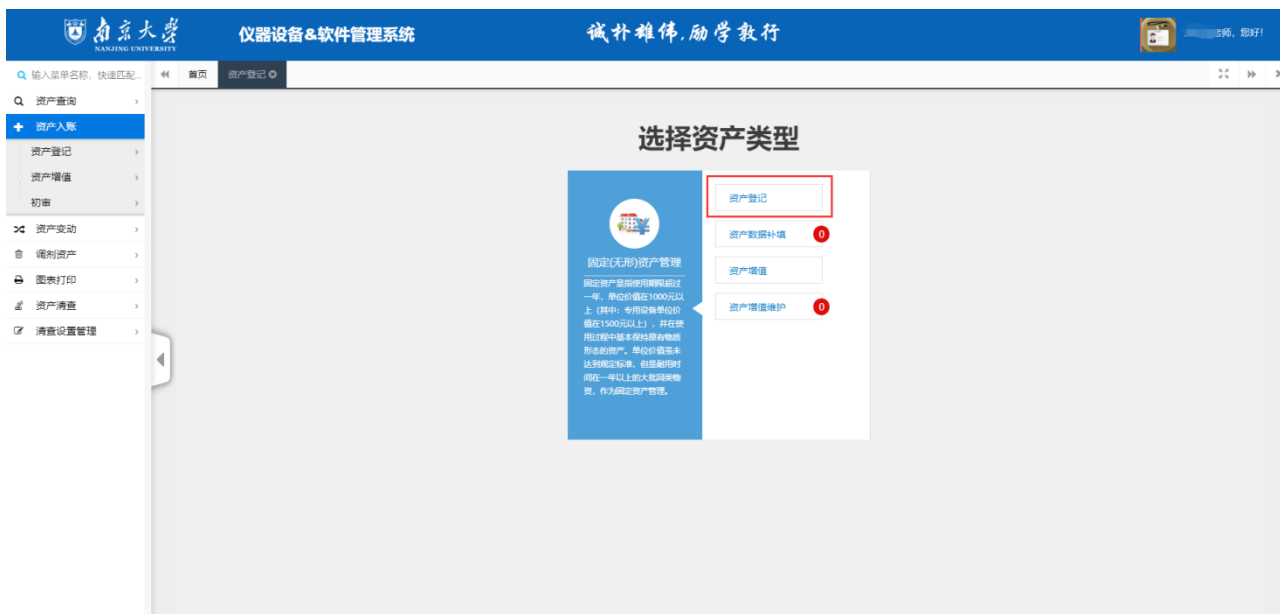 南京大学
NANJING UNIVERSITY
仪器设备&软件管理系统
诚朴雄伟,励学敦行
师，您好!
输入菜单名称，快速匹配...
首页
资产登记
资产查询
资产入账
资产登记
资产增值
初审
资产变动
调剂资产
图表打印
资产清查
清查设置管理
选择资产类型
固定(无形)资产管理
固定资产是指使用期限超过
一年，单位价值在1000元以
上（其中：专用设备单位价
值在1500元以上），并在使
用过程中基本保持原有物质
形态的资产。单位价值虽未
达到规定标准，但是耐用时
间在一年以上的大批同类物
资，作为固定资产管理。
资产登记
资产数据补填
0
资产增值
资产增值维护
0